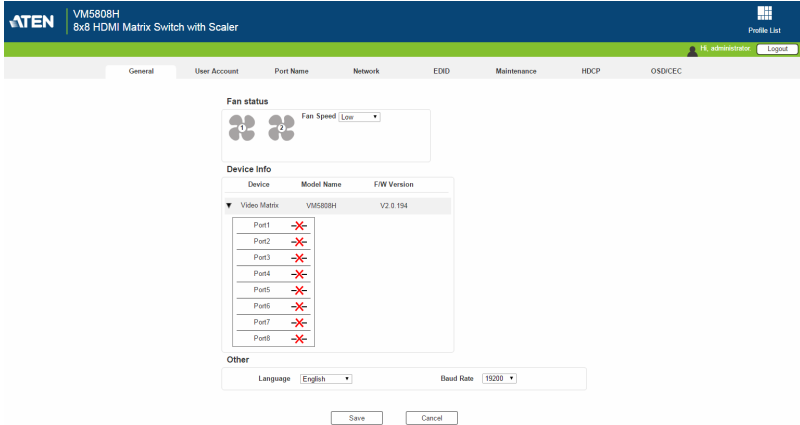 ATEN
VM5808H
8x8 HDMI Matrix Switch with Scaler
Profile List
Hi, administrator
Logout
General User Account Port Name Network EDID Maintenance HDCP OSD/CEC
Fan status
1 2 Fan Speed Low
Device Info
Device Model Name F/W Version
Video Matrix VM5808H V2.0.194
Port1
Port2
Port3
Port4
Port5
Port6
Port7
Port8
Other
Language English Baud Rate 19200
Save Cancel